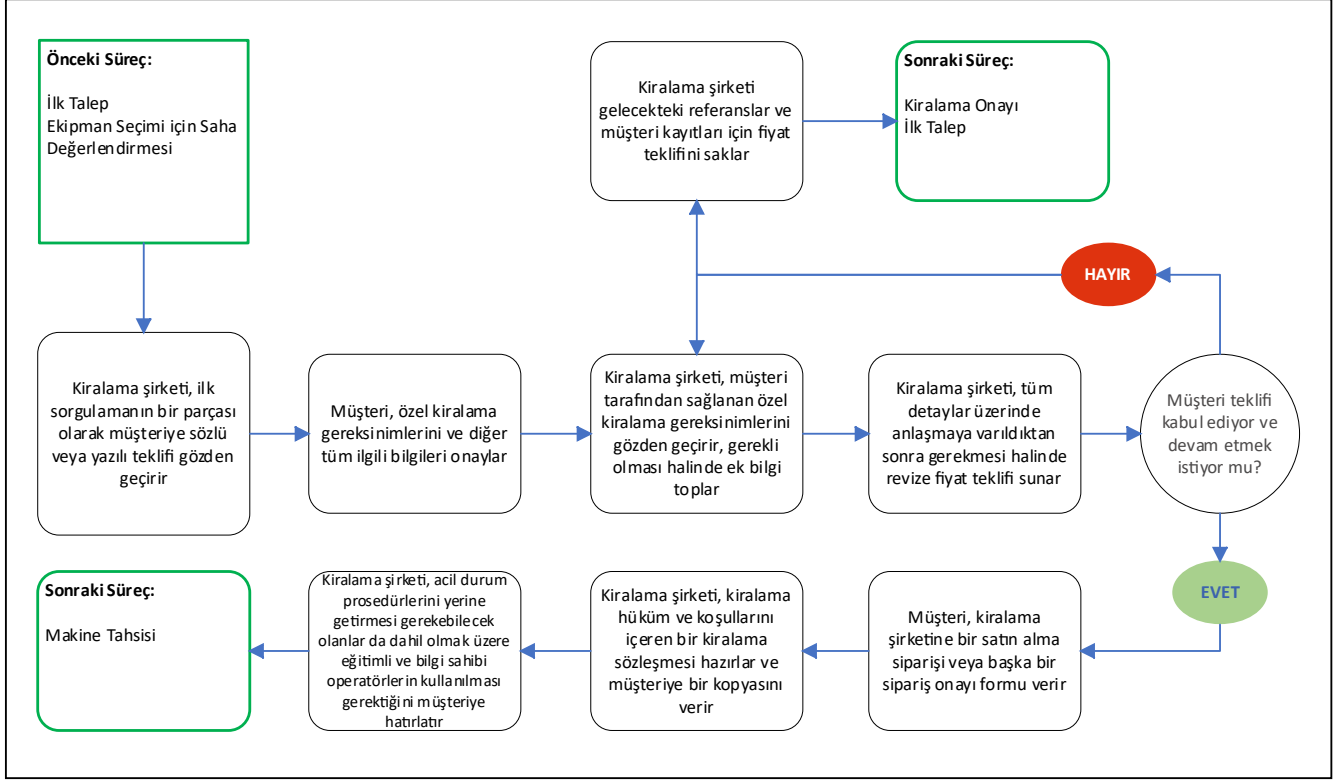 Önceki Süreç:
İlk Talep
Ekipman Seçimi için Saha
Değerlendirmesi
Kiralama şirketi
gelecekteki referanslar ve
müşteri kayıtları için fiyat
teklifini saklar
Sonraki Süreç:
Kiralama Onayı
İlk Talep
HAYIR
Kiralama şirketi, ilk
sorgulamanın bir parçası
olarak müşteriye sözlü
veya yazılı teklifi gözden
geçirir
Müşteri, özel kiralama
gereksinimlerini ve diğer
tüm ilgili bilgileri onaylar
Kiralama şirketi, müşteri
tarafından sağlanan özel
kiralama gereksinimlerini
gözden geçirir, gerekli
olması halinde ek bilgi
toplar
Kiralama şirketi, tüm
detaylar üzerinde
anlaşmaya varıldıktan
sonra gerekmesi halinde
revize fiyat teklifi sunar
Müşteri teklifi
kabul ediyor ve
devam etmek
istiyor mu?
EVET
Müşteri, kiralama
şirketine bir satın alma
siparişi veya başka bir
sipariş onayı formu verir
Kiralama şirketi, kiralama
hüküm ve koşullarını
içeren bir kiralama
sözleşmesi hazırlar ve
müşteriye bir kopyasını
verir
Kiralama şirketi, acil durum
prosedürlerini yerine
getirmesi gerekebilecek
olanlar da dahil olmak üzere
eğitimli ve bilgi sahibi
operatörlerin kullanılması
gerektiğini müşteriye
hatırlatır
Sonraki Süreç:
Makine Tahsisi